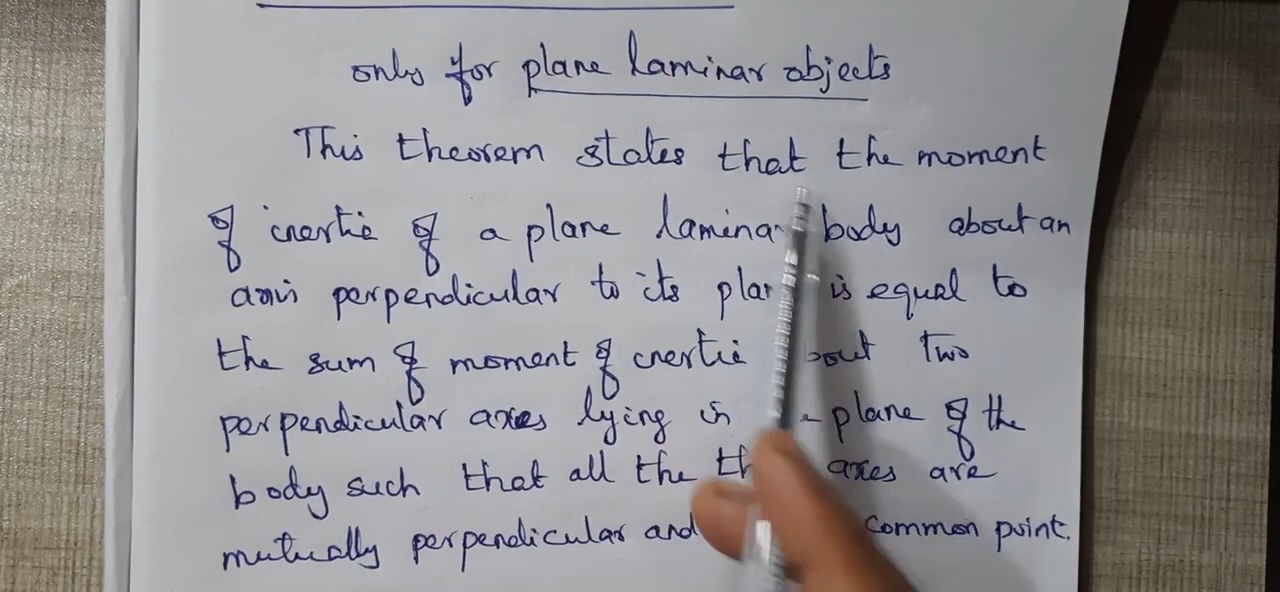 only for plane laminar objects
This theorem states that the moment
of inertia of a plane laminar body about an
axis perpendicular to its plane is equal to
the sum of moment of inertia about two
perpendicular axes lying in plane of the
body such that all the axes are
mutually perpendicular and common point.